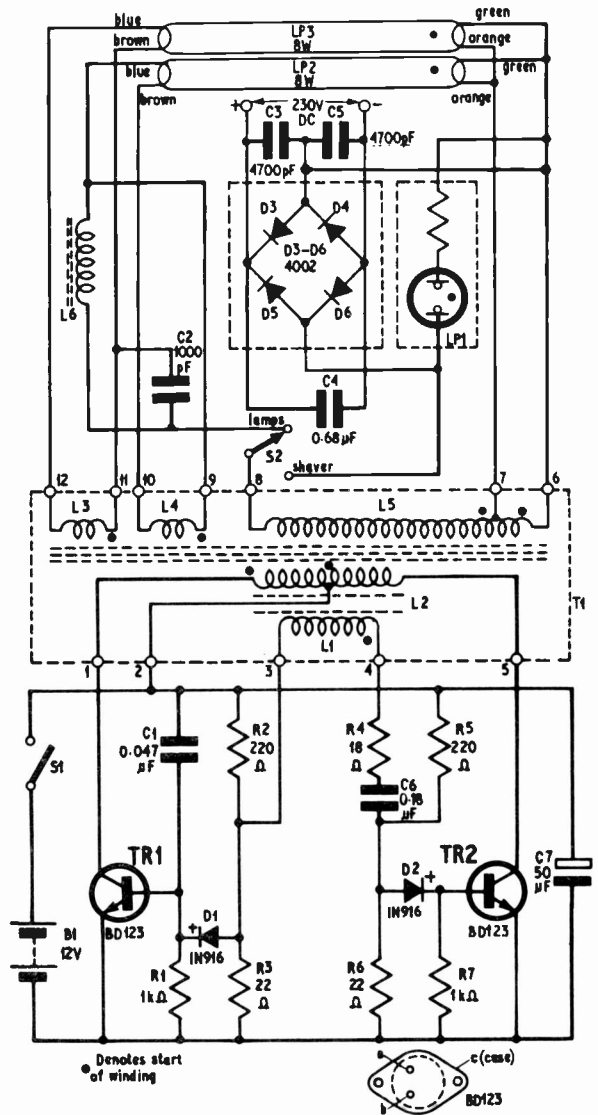 blue
brown
LP3
8W
green
orange
blue
brown
LP2
8W
green
orange
+ 230V -
DC
C3
C5
4700pF
4700pF
D3
D4
D3-D6
4002
D5
D6
LP1
L6
C2
1000
pF
C4
0·68µF
lamps
S2
shaver
12
11
10
9
8
7
6
L3
L4
L5
L2
T1
L1
1
2
3
4
5
S1
C1
0·047
µF
R2
220
Ω
R4
18
Ω
R5
220
Ω
C6
0·18
µF
TR1
BD123
D1
IN916
+
D2
+
IN916
TR2
BD123
C7
50
µF
B1
12V
R1
1kΩ
R3
22
Ω
R6
22
Ω
R7
1kΩ
Denotes start
of winding
e
b
c(case)
BD123